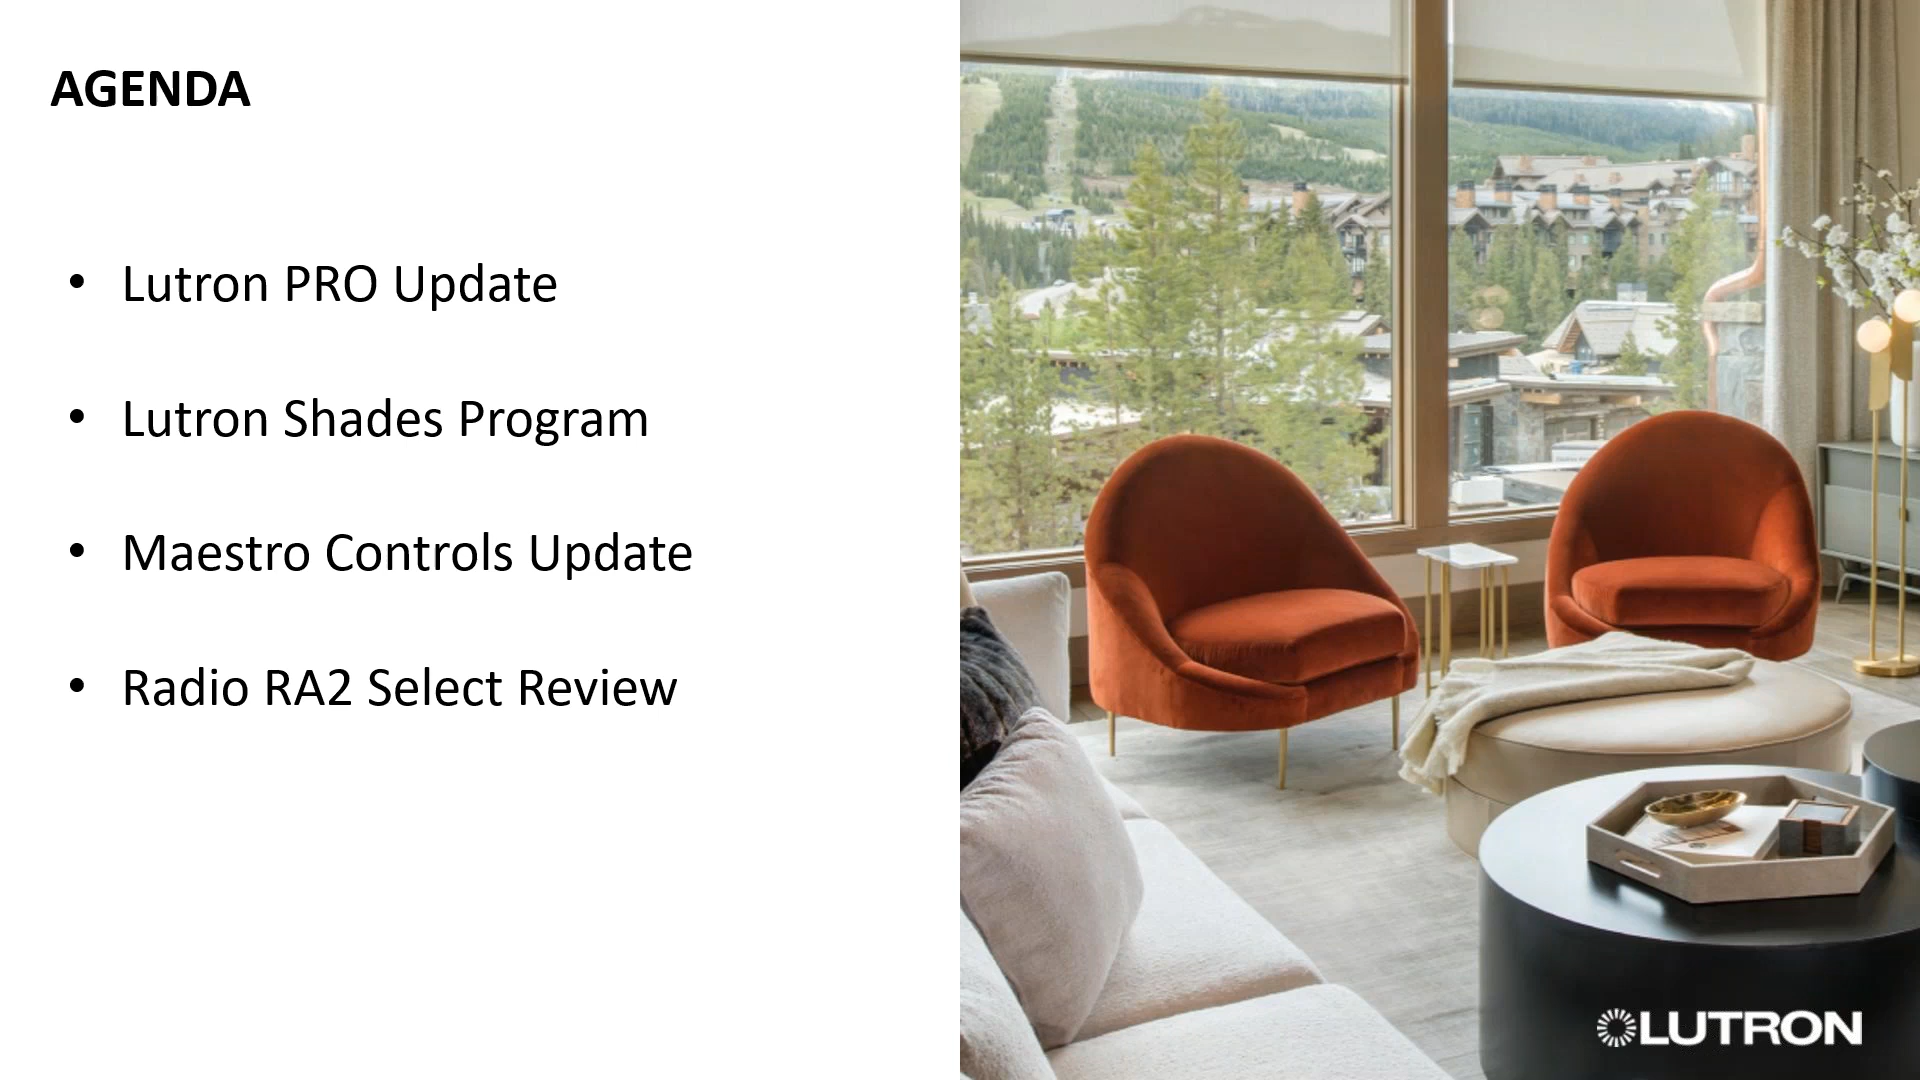 AGENDA
• Lutron PRO Update
• Lutron Shades Program
• Maestro Controls Update
• Radio RA2 Select Review
LUTRON